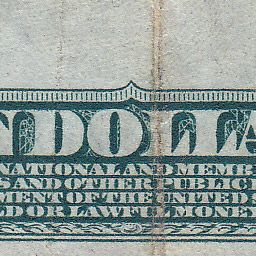 N DOLLA
NATIONAL AND MEMB
S AND OTHER PUBLIC I
MENT OF THE UNITED S
D OR LAWFUL MONEY